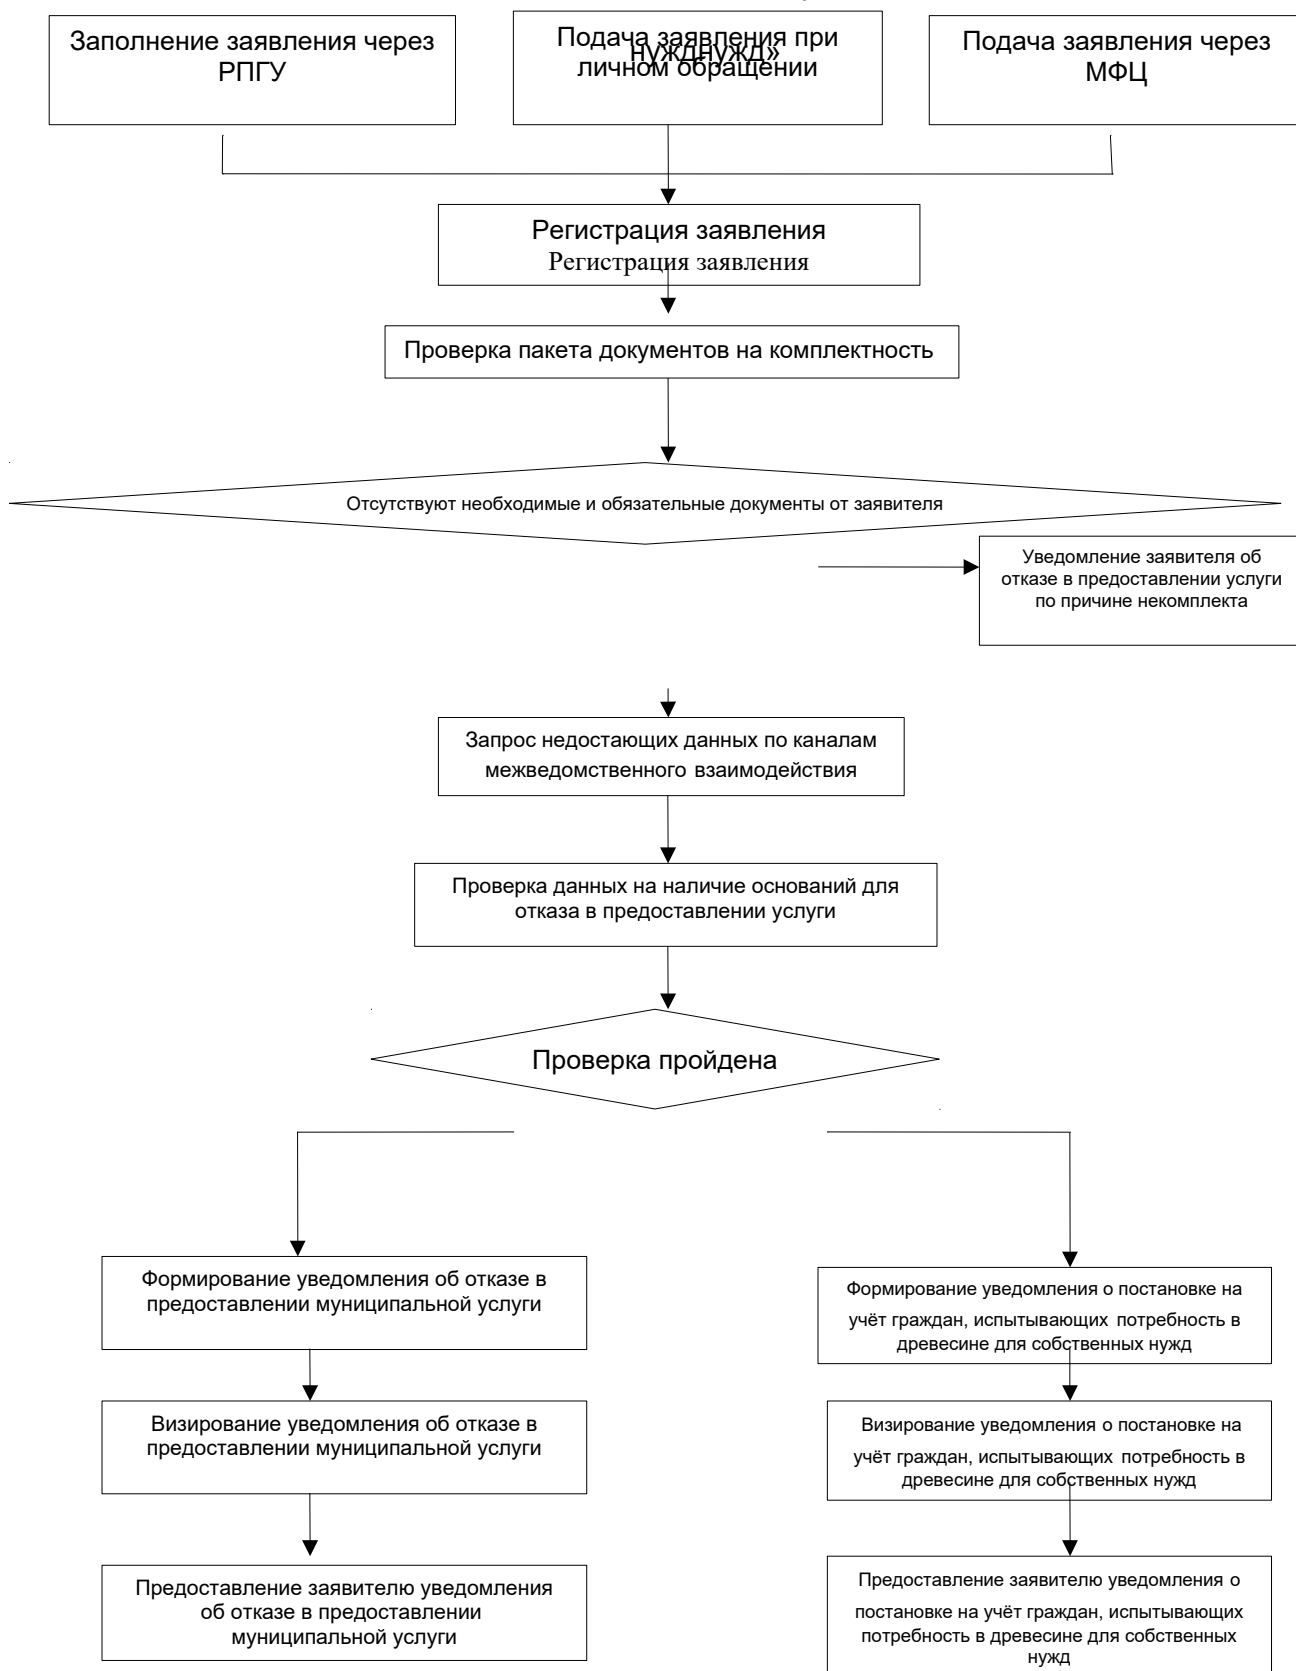 Заполнение заявления через
РПГУ
Подача заявления при
нужднужд»
личном обращении
Подача заявления через
МФЦ
Регистрация заявления
Регистрация заявления
Проверка пакета документов на комплектность
Отсутствуют необходимые и обязательные документы от заявителя
Уведомление заявителя об
отказе в предоставлении услуги
по причине некомплекта
Запрос недостающих данных по каналам
межведомственного взаимодействия
Проверка данных на наличие оснований для
отказа в предоставлении услуги
Проверка пройдена
Формирование уведомления об отказе в
предоставлении муниципальной услуги
Формирование уведомления о постановке на
учёт граждан, испытывающих потребность в
древесине для собственных нужд
Визирование уведомления об отказе в
предоставлении муниципальной услуги
Визирование уведомления о постановке на
учёт граждан, испытывающих потребность в
древесине для собственных нужд
Предоставление заявителю уведомления
об отказе в предоставлении
муниципальной услуги
Предоставление заявителю уведомления о
постановке на учёт граждан, испытывающих
потребность в древесине для собственных
нужд